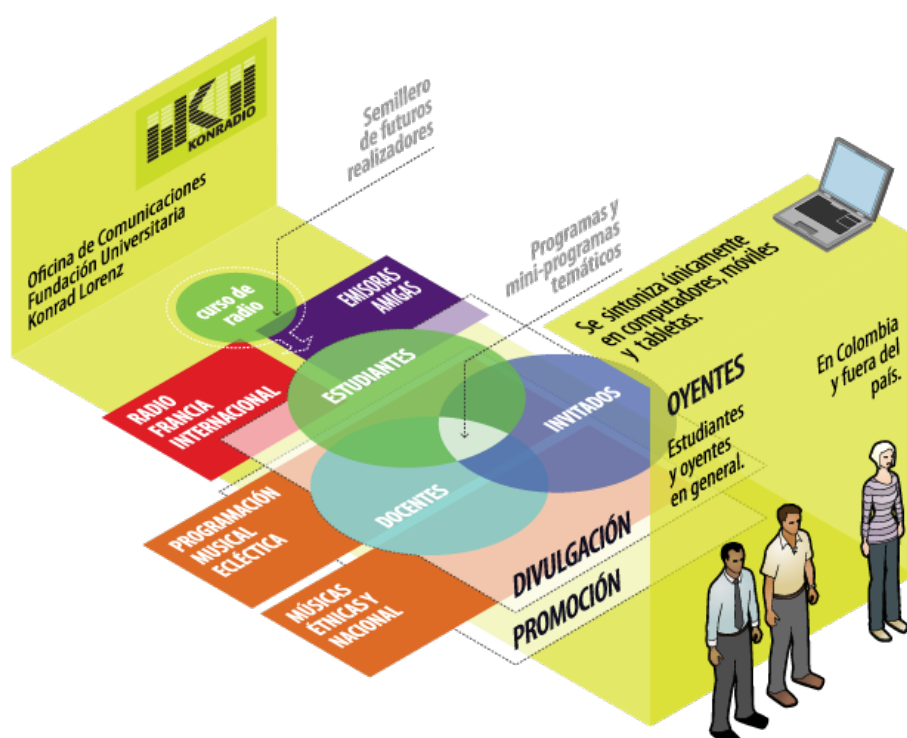 KONRADIO
Oficina de Comunicaciones
Fundación Universitaria
Konrad Lorenz
Semillero
de futuros
realizadores
Programas y
mini-programas
temáticos
curso de
radio
EMISORAS
AMIGAS
RADIO
FRANCIA
INTERNACIONAL
ESTUDIANTES
INVITADOS
DOCENTES
PROGRAMACIÓN
MUSICAL
ECLÉCTICA
MÚSICAS
ÉTNICAS Y
NACIONAL
DIVULGACIÓN
PROMOCIÓN
Se sintoniza únicamente
en computadores, móviles
y tabletas.
OYENTES
Estudiantes
y oyentes
en general.
En Colombia
y fuera del
país.